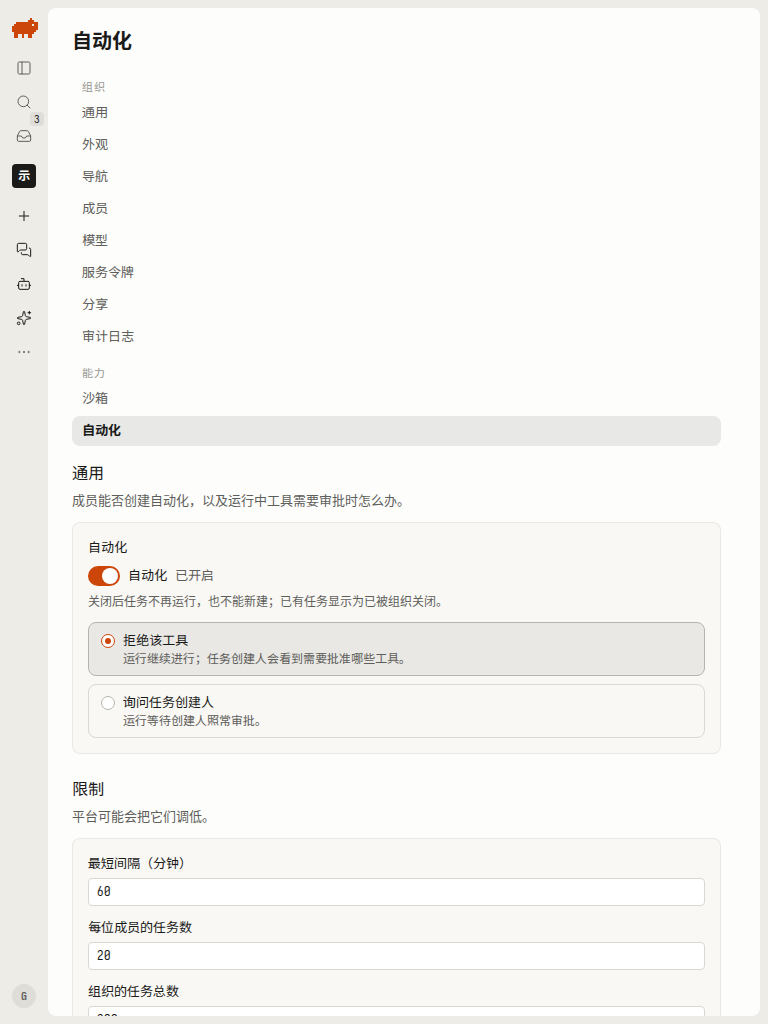 自动化
3
示
G
组织
通用
外观
导航
成员
模型
服务令牌
分享
审计日志
能力
沙箱
自动化
通用
成员能否创建自动化，以及运行中工具需要审批时怎么办。
自动化
自动化 已开启
关闭后任务不再运行，也不能新建；已有任务显示为已被组织关闭。
拒绝该工具
运行继续进行；任务创建人会看到需要批准哪些工具。
询问任务创建人
运行等待创建人照常审批。
限制
平台可能会把它们调低。
最短间隔（分钟）
60
每位成员的任务数
20
组织的任务总数